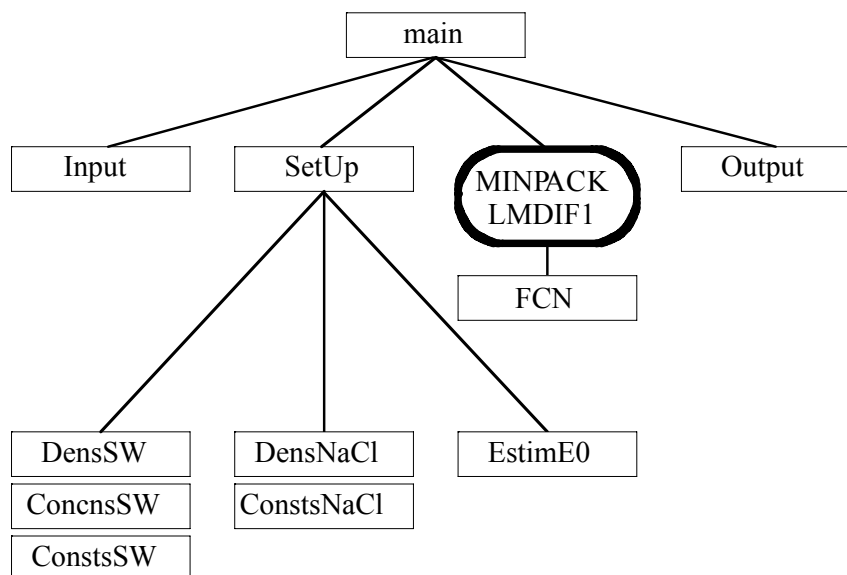 main
Input
SetUp
MINPACK
LMDIF1
Output
FCN
DensSW
DensNaCl
EstimE0
ConcnsSW
ConstsNaCl
ConstsSW